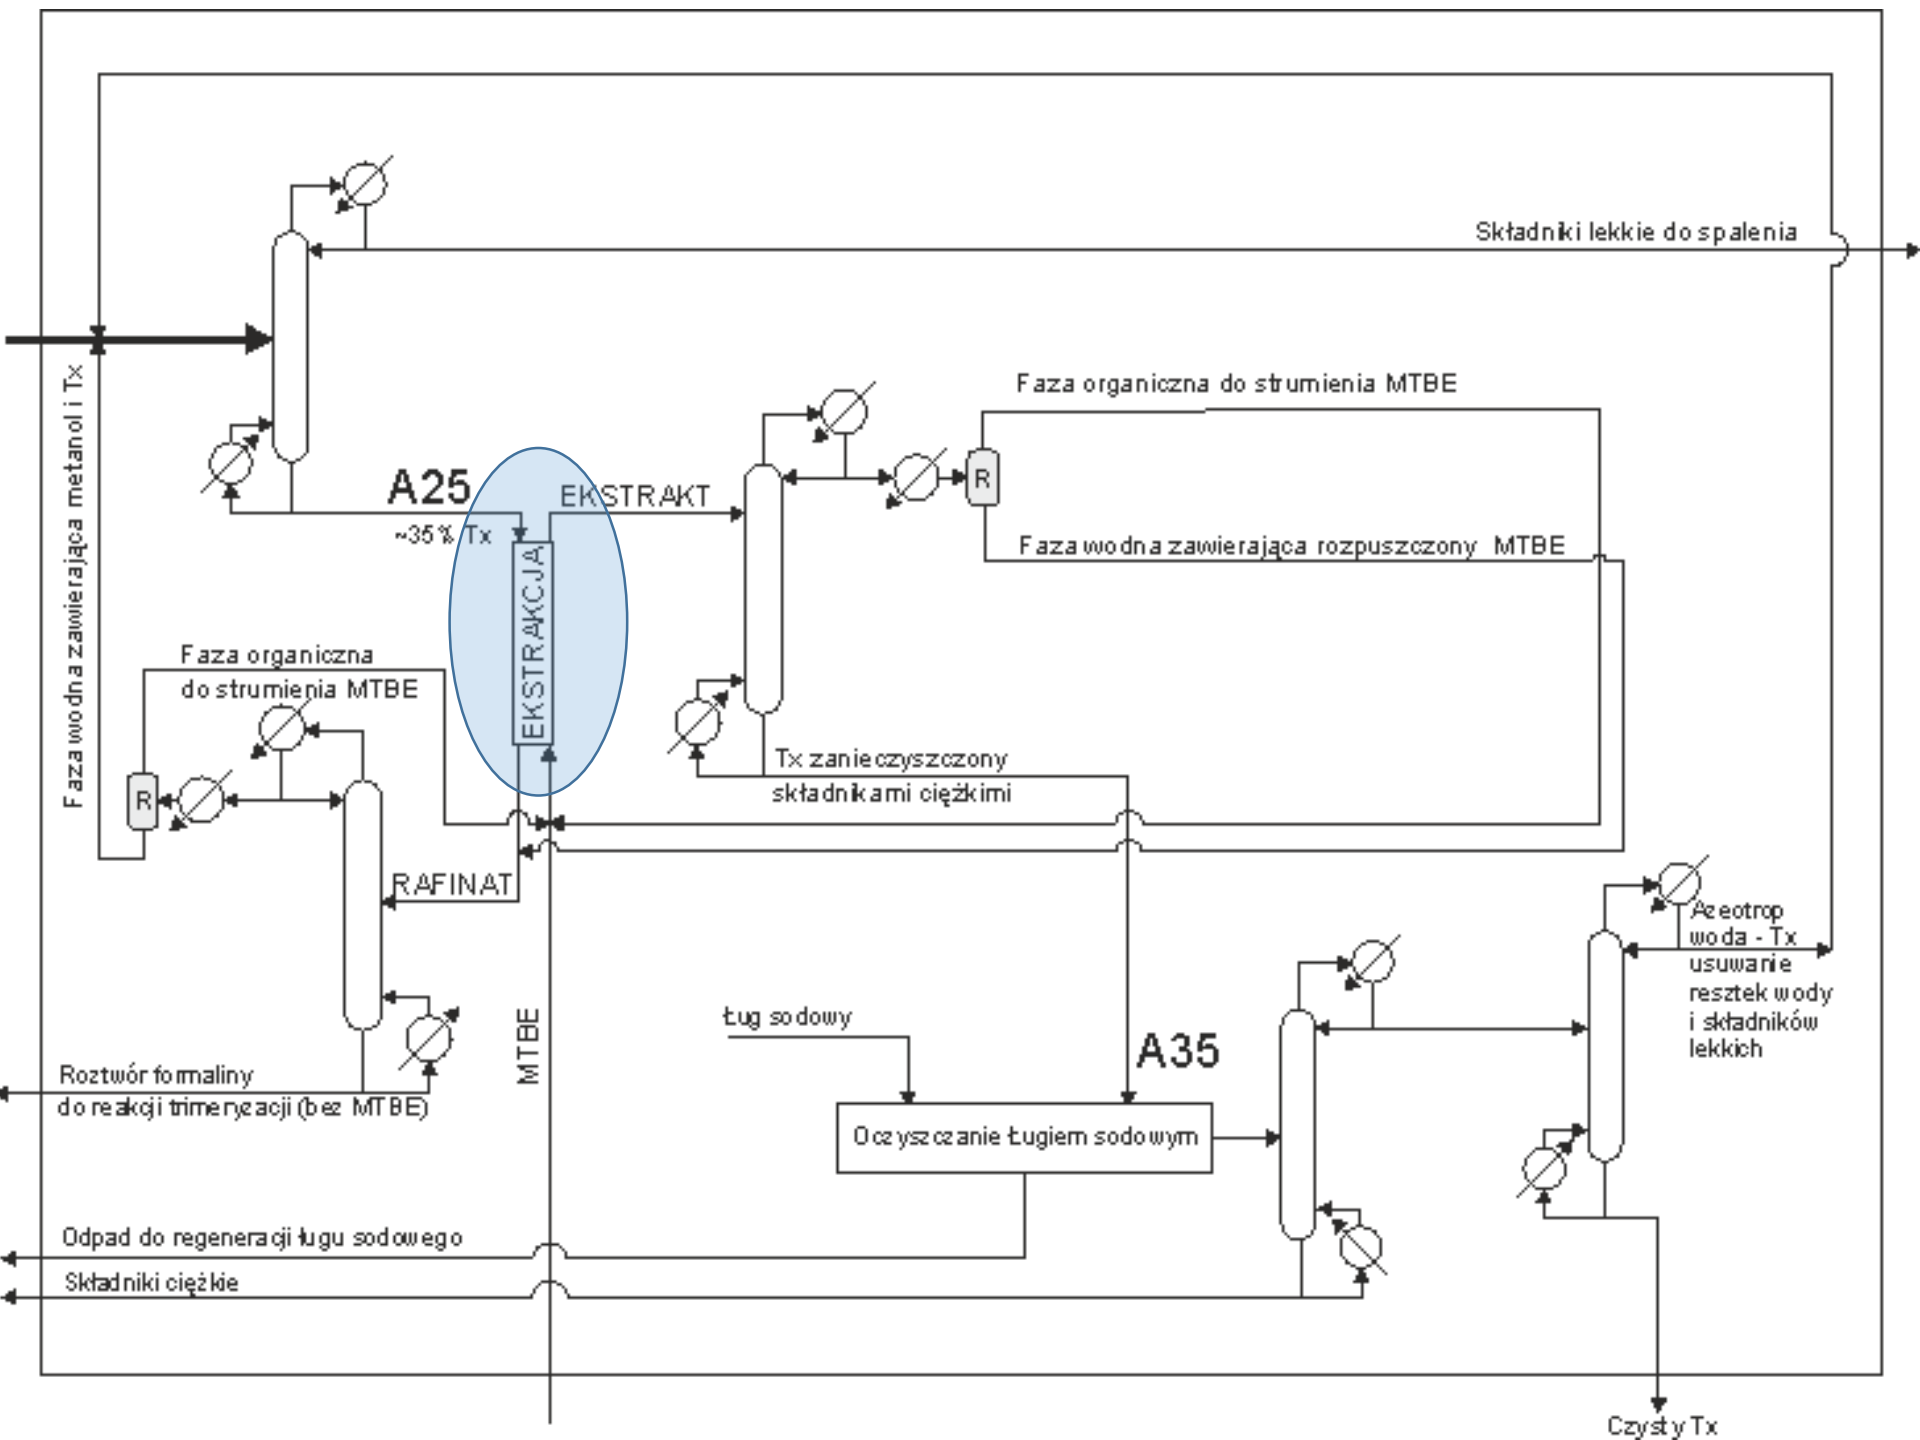 Składniki lekkie do spalenia
Faza wodna zawierająca metanol i Tx
Faza organiczna do strumienia MTBE
A25
EKSTRAKT
~35% Tx
R
EKSTRAKCJA
Faza wodna zawierająca rozpuszczony MTBE
Faza organiczna
do strumienia MTBE
R
Tx zanieczyszczony
składnikami ciężkimi
RAFINAT
Azeotrop
woda - Tx
usuwanie
resztek wody
i składników
lekkich
MTBE
Ług sodowy
A35
Roztwór formaliny
do reakcji trimeryzacji (bez MTBE)
Oczyszczanie Ługiem sodowym
Odpad do regeneracji ługu sodowego
Składniki ciężkie
Czysty Tx